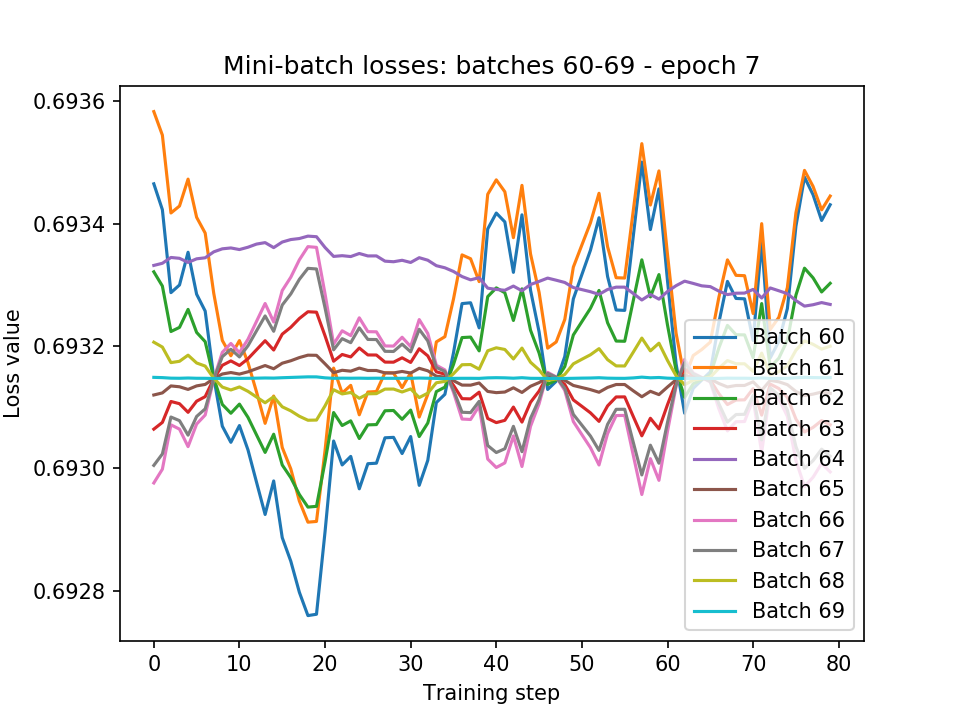 Mini-batch losses: batches 60-69 - epoch 7
Loss value
0.6936
0.6934
0.6932
0.6930
0.6928
Batch 60
Batch 61
Batch 62
Batch 63
Batch 64
Batch 65
Batch 66
Batch 67
Batch 68
Batch 69
0 10 20 30 40 50 60 70 80
Training step